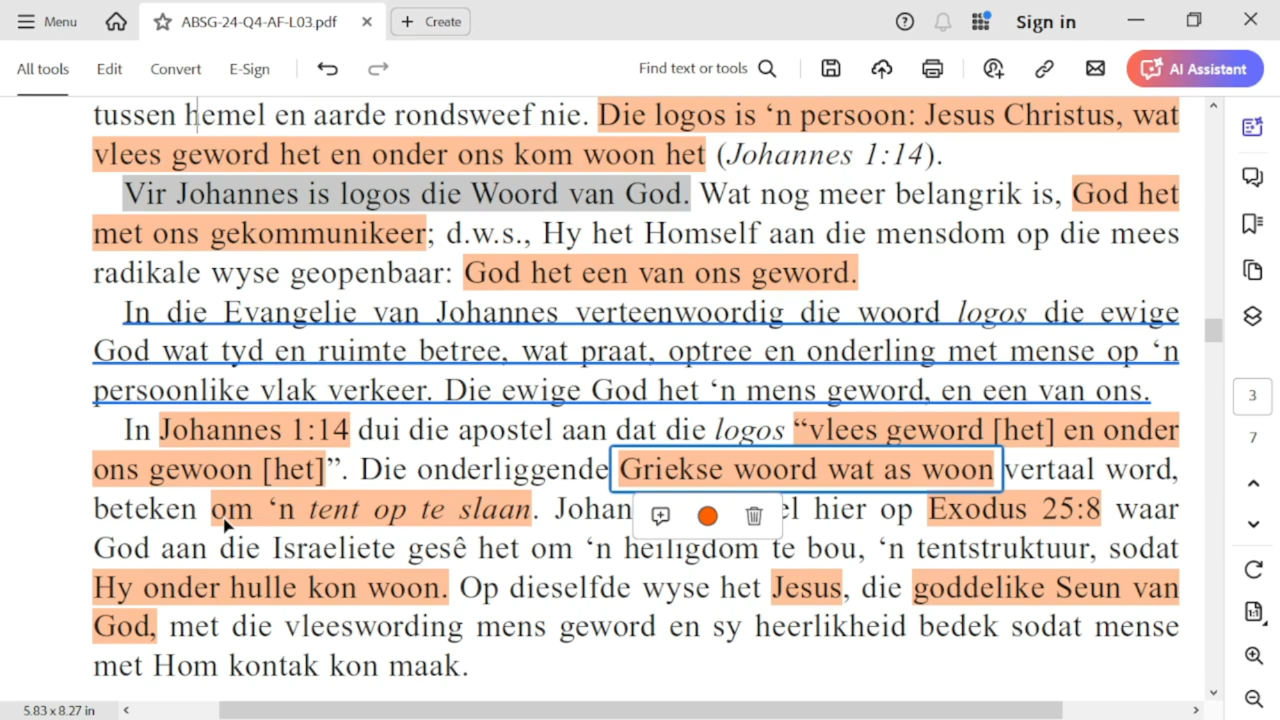 Menu
ABSG-24-Q4-AF-L03.pdf
Create
Sign in
All tools
Edit
Convert
E-Sign
Find text or tools
AI Assistant
tussen hemel en aarde rondsweef nie. Die logos is ‘n persoon: Jesus Christus, wat
vlees geword het en onder ons kom woon het (Johannes 1:14).
Vir Johannes is logos die Woord van God. Wat nog meer belangrik is, God het
met ons gekommunikeer; d.w.s., Hy het Homself aan die mensdom op die mees
radikale wyse geopenbaar: God het een van ons geword.
In die Evangelie van Johannes verteenwoordig die woord logos die ewige
God wat tyd en ruimte betree, wat praat, optree en onderling met mense op ‘n
persoonlike vlak verkeer. Die ewige God het ‘n mens geword, en een van ons.
In Johannes 1:14 dui die apostel aan dat die logos “vlees geword [het] en onder
ons gewoon [het]”. Die onderliggende Griekse woord wat as woon vertaal word,
beteken om ‘n tent op te slaan. Johan el hier op Exodus 25:8 waar
God aan die Israeliete gesê het om ‘n heiligdom te bou, ‘n tentstruktuur, sodat
Hy onder hulle kon woon. Op dieselfde wyse het Jesus, die goddelike Seun van
God, met die vleeswording mens geword en sy heerlikheid bedek sodat mense
met Hom kontak kon maak.
3
7
5.83 x 8.27 in